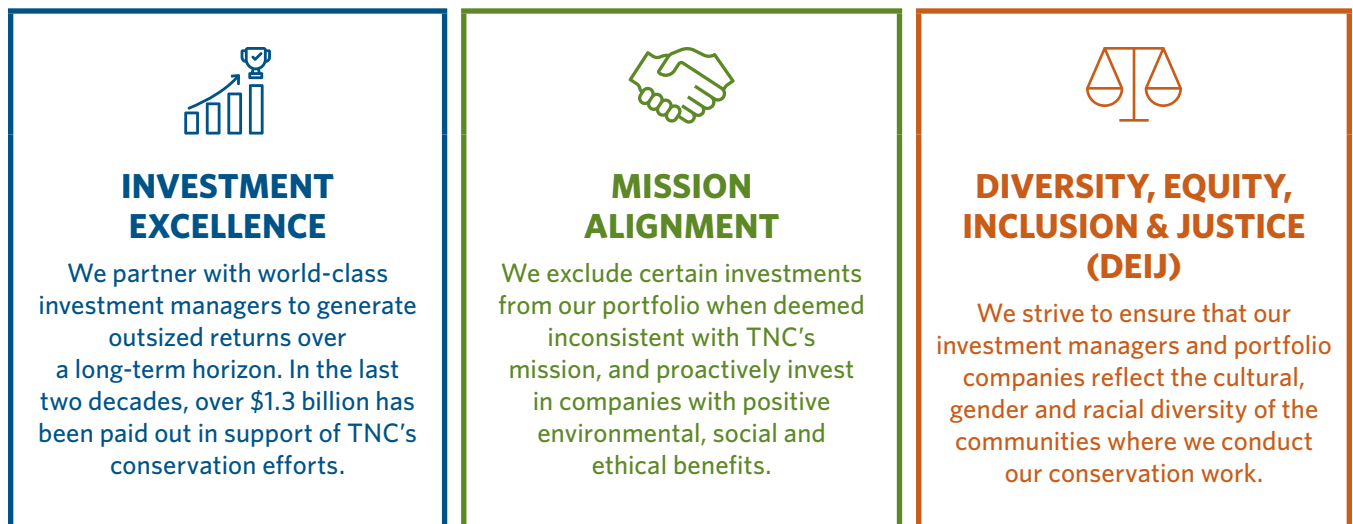 INVESTMENT
EXCELLENCE
We partner with world-class
investment managers to generate
outsized returns over
a long-term horizon. In the last
two decades, over $1.3 billion has
been paid out in support of TNC’s
conservation efforts.
MISSION
ALIGNMENT
We exclude certain investments
from our portfolio when deemed
inconsistent with TNC’s
mission, and proactively invest
in companies with positive
environmental, social and
ethical benefits.
DIVERSITY, EQUITY,
INCLUSION & JUSTICE
(DEIJ)
We strive to ensure that our
investment managers and portfolio
companies reflect the cultural,
gender and racial diversity of the
communities where we conduct
our conservation work.